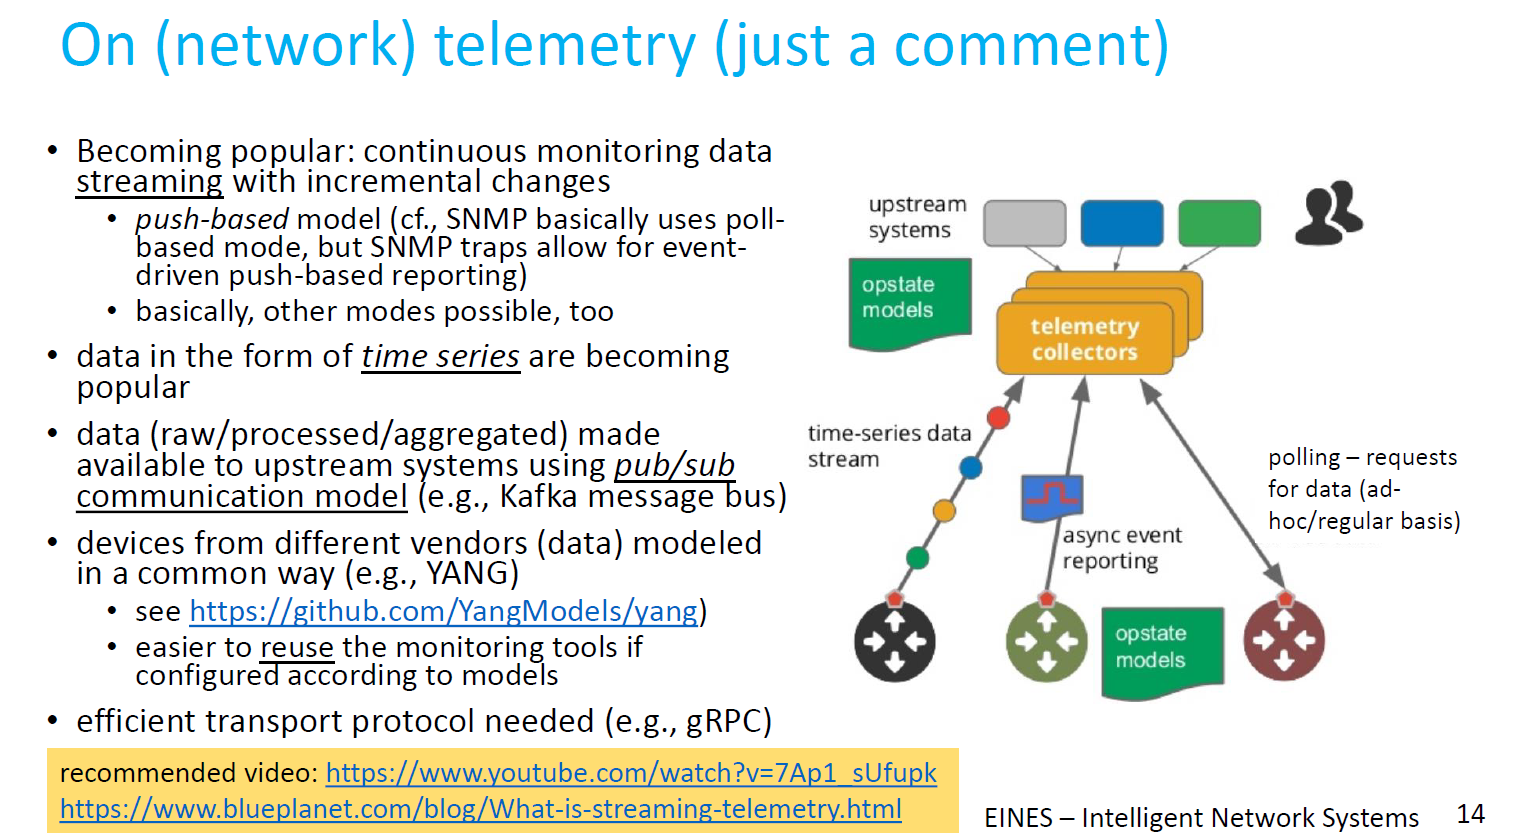 On (network) telemetry (just a comment)
• Becoming popular: continuous monitoring data
streaming with incremental changes
• push-based model (cf., SNMP basically uses poll-
based mode, but SNMP traps allow for event-
driven push-based reporting)
• basically, other modes possible, too
• data in the form of time series are becoming
popular
• data (raw/processed/aggregated) made
available to upstream systems using pub/sub
communication model (e.g., Kafka message bus)
• devices from different vendors (data) modeled
in a common way (e.g., YANG)
• see https://github.com/YangModels/yang)
• easier to reuse the monitoring tools if
configured according to models
• efficient transport protocol needed (e.g., gRPC)
recommended video: https://www.youtube.com/watch?v=7Ap1_sUfupk
https://www.blueplanet.com/blog/What-is-streaming-telemetry.html
upstream
systems
opstate
models
telemetry
collectors
time-series data
stream
async event
reporting
polling – requests
for data (ad-
hoc/regular basis)
opstate
models
EINES – Intelligent Network Systems
14